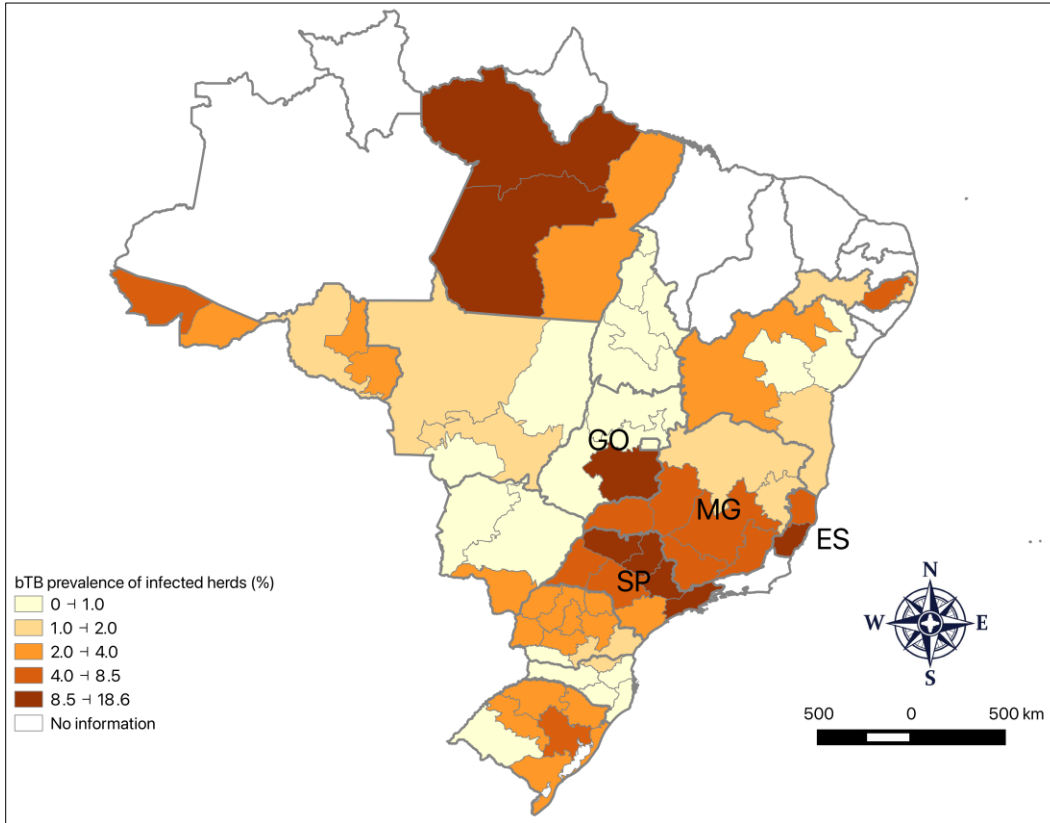 GO
MG
ES
SP
bTB prevalence of infected herds (%)
0 ⊣ 1.0
1.0 ⊣ 2.0
2.0 ⊣ 4.0
4.0 ⊣ 8.5
8.5 ⊣ 18.6
No information
N
W E
S
500 0 500 km